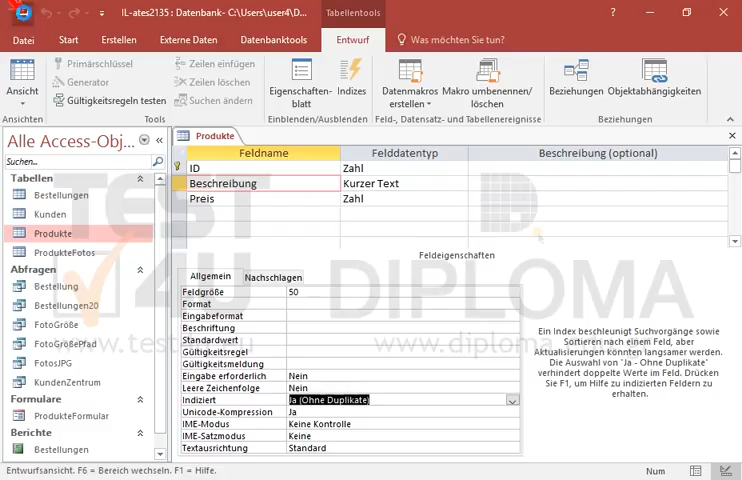 IL-ates2135 : Datenbank- C:\Users\user4\D... Tabellentools
Datei Start Erstellen Externe Daten Datenbanktools Entwurf Was möchten Sie tun?
Ansicht
Ansichten
Primärschlüssel
Generator
Gültigkeitsregeln testen
Zeilen einfügen
Zeilen löschen
Suchen ändern
Tools
Eigenschaften-
blatt
Indizes
Einblenden/Ausblenden
Datenmakros
erstellen
Makro umbenennen/
löschen
Feld-, Datensatz- und Tabellenereignisse
Beziehungen
Objektabhängigkeiten
Beziehungen
Alle Access-Obj...
Suchen...
Tabellen
Bestellungen
Kunden
Produkte
ProdukteFotos
Abfragen
Bestellung
Bestellungen20
FotoGröße
FotoGrößePfad
FotosJPG
KundenZentrum
Formulare
ProdukteFormular
Berichte
Bestellungen
Produkte
Feldname Felddatentyp Beschreibung (optional)
ID Zahl
Beschreibung Kurzer Text
Preis Zahl
Feldeigenschaften
Allgemein Nachschlagen
Feldgröße 50
Format
Eingabeformat
Beschriftung
Standardwert
Gültigkeitsregel
Gültigkeitsmeldung
Eingabe erforderlich Nein
Leere Zeichenfolge Nein
Indiziert Ja (Ohne Duplikate)
Unicode-Kompression Ja
IME-Modus Keine Kontrolle
IME-Satzmodus Keine
Textausrichtung Standard
Ein Index beschleunigt Suchvorgänge sowie
Sortieren nach einem Feld, aber
Aktualisierungen könnten langsamer werden.
Die Auswahl von "Ja - Ohne Duplikate"
verhindert doppelte Werte im Feld. Drücken
Sie F1, um Hilfe zu indizierten Feldern zu
erhalten.
TEST
4U
DIPLOMA
Entwurfsansicht. F6 = Bereich wechseln. F1 = Hilfe.
Num